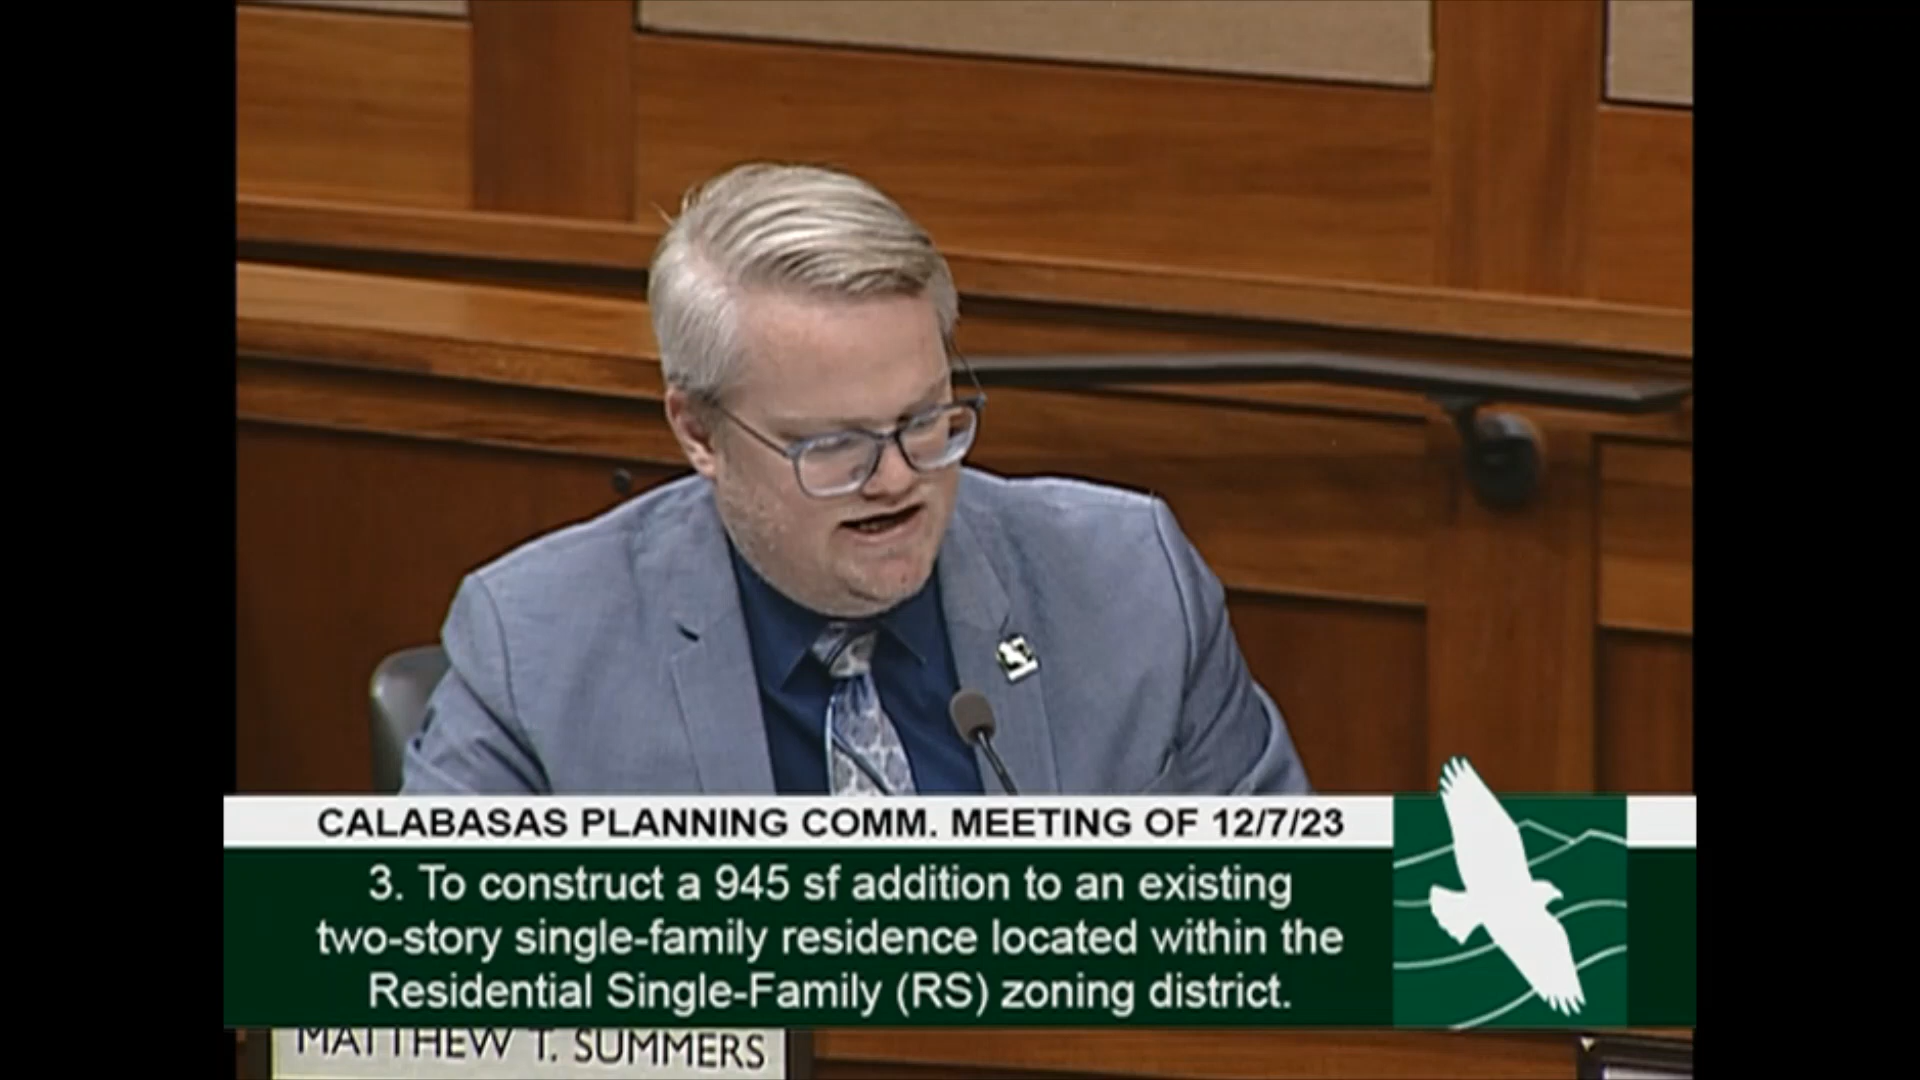 CALABASAS PLANNING COMM. MEETING OF 12/7/23
3. To construct a 945 sf addition to an existing
two-story single-family residence located within the
Residential Single-Family (RS) zoning district.
MATTHEW T. SUMMERS